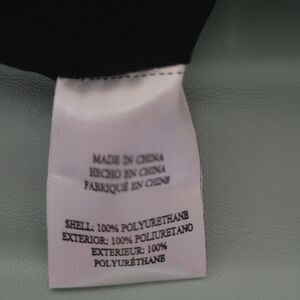 MADE IN CHINA
HECHO EN CHINA
FABRIQUÉ EN CHINE
SHELL: 100% POLYURETHANE
EXTERIOR: 100% POLIURETANO
EXTERIEUR: 100%
POLYURÉTHANE